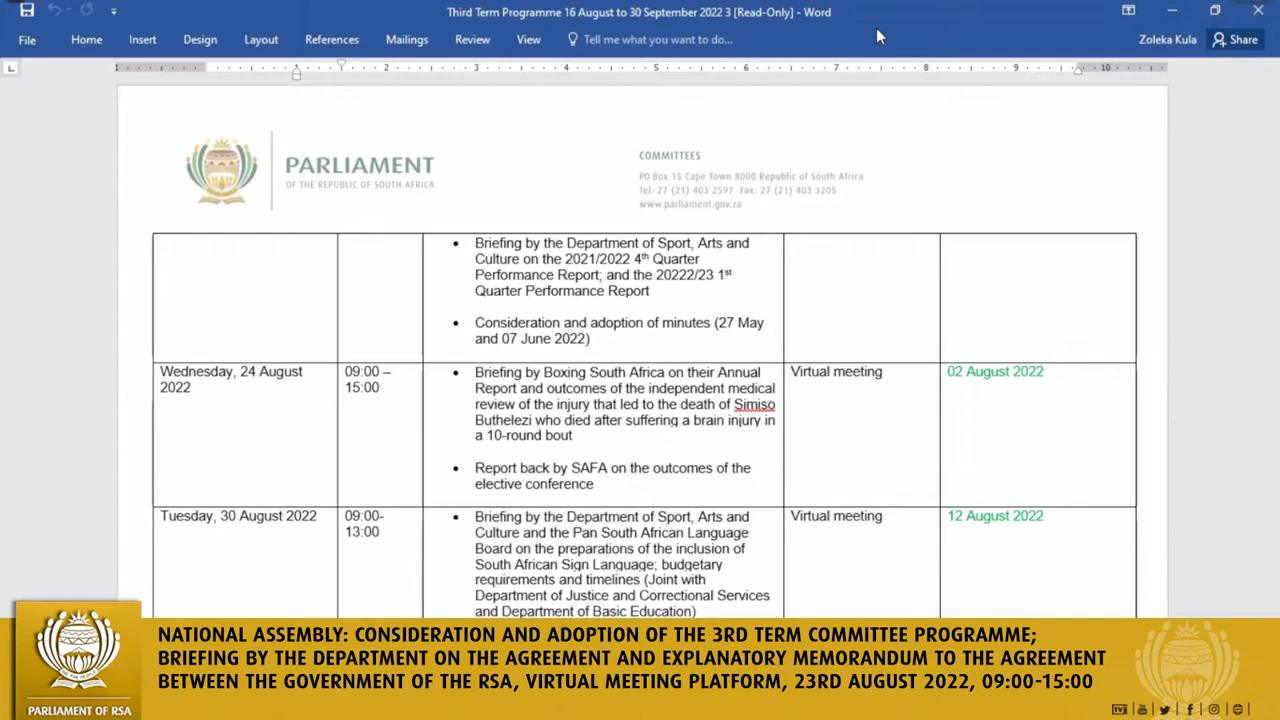 Third Term Programme 16 August to 30 September 2022 3 [Read-Only] - Word
File Home Insert Design Layout References Mailings Review View Tell me what you want to do... Zoleka Kula Share
1 1 2 3 4 5 6 7 8 9 10
PARLIAMENT
OF THE REPUBLIC OF SOUTH AFRICA
COMMITTEES
PO Box 15 Cape Town 8000 Republic of South Africa
Tel: 27 (21) 403 2597 Fax: 27 (21) 403 3205
www.parliament.gov.za
• Briefing by the Department of Sport, Arts and
Culture on the 2021/2022 4th Quarter
Performance Report; and the 20222/23 1st
Quarter Performance Report
• Consideration and adoption of minutes (27 May
and 07 June 2022)
Wednesday, 24 August
2022
09:00 –
15:00
• Briefing by Boxing South Africa on their Annual
Report and outcomes of the independent medical
review of the injury that led to the death of Simiso
Buthelezi who died after suffering a brain injury in
a 10-round bout
• Report back by SAFA on the outcomes of the
elective conference
Virtual meeting
02 August 2022
Tuesday, 30 August 2022
09:00-
13:00
• Briefing by the Department of Sport, Arts and
Culture and the Pan South African Language
Board on the preparations of the inclusion of
South African Sign Language; budgetary
requirements and timelines (Joint with
Department of Justice and Correctional Services
and Department of Basic Education)
Virtual meeting
12 August 2022
NATIONAL ASSEMBLY: CONSIDERATION AND ADOPTION OF THE 3RD TERM COMMITTEE PROGRAMME;
BRIEFING BY THE DEPARTMENT ON THE AGREEMENT AND EXPLANATORY MEMORANDUM TO THE AGREEMENT
BETWEEN THE GOVERNMENT OF THE RSA, VIRTUAL MEETING PLATFORM, 23RD AUGUST 2022, 09:00-15:00
PARLIAMENT OF RSA